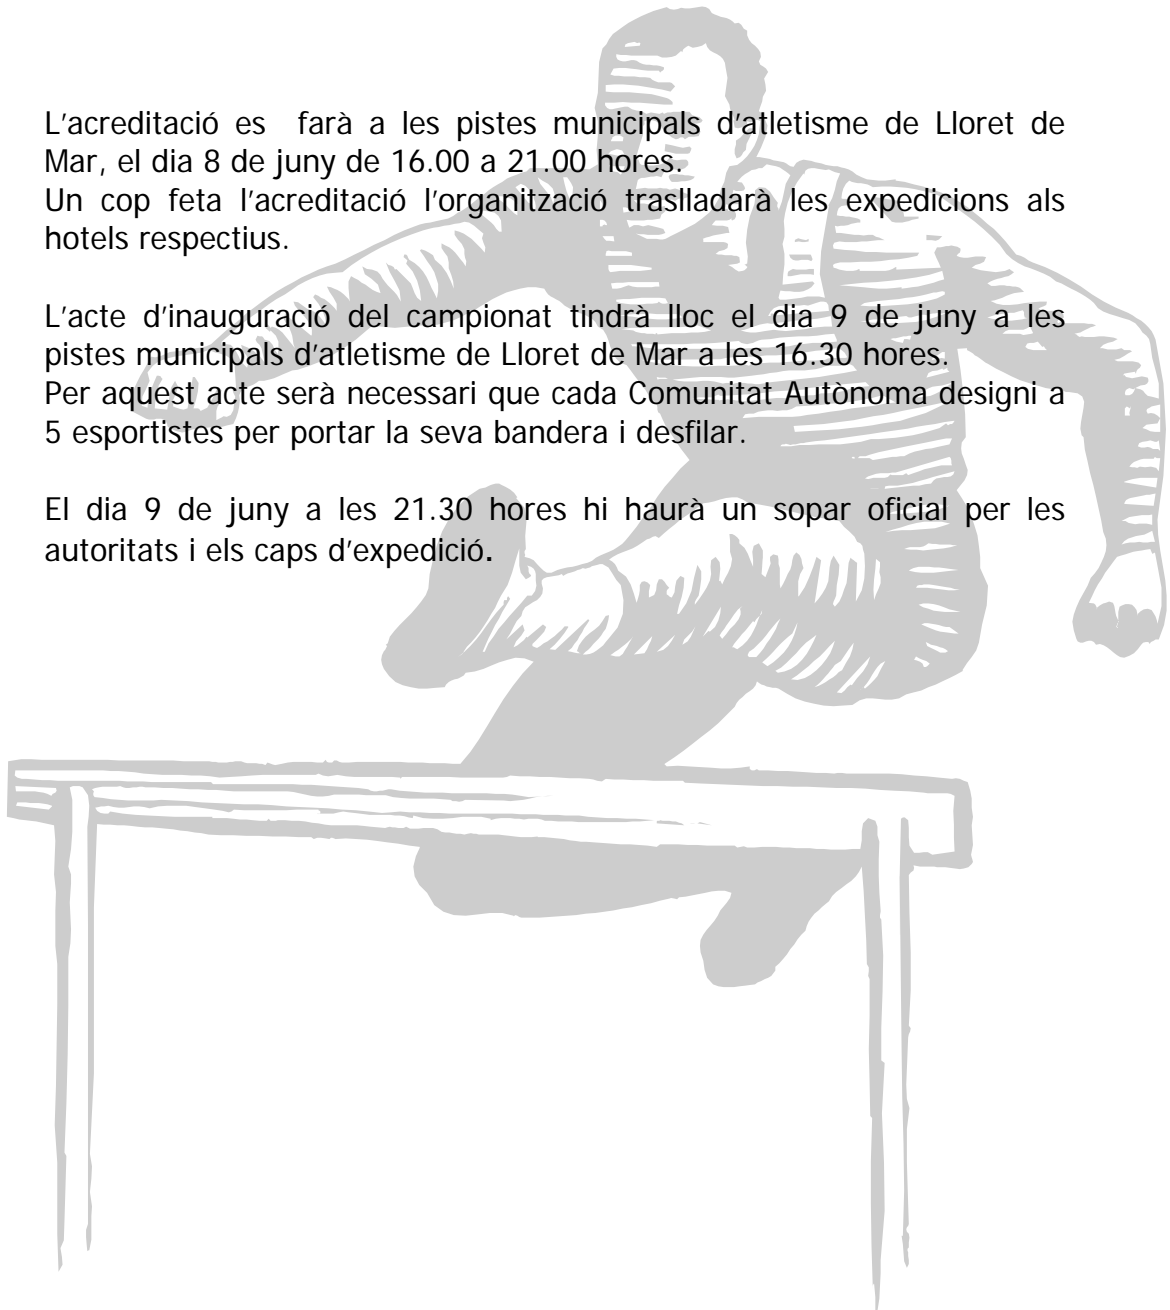 L'acreditació es farà a les pistes municipals d'atletisme de Lloret de
Mar, el dia 8 de juny de 16.00 a 21.00 hores.
Un cop feta l'acreditació l'organització traslladarà les expedicions als
hotels respectius.
L'acte d'inauguració del campionat tindrà lloc el dia 9 de juny a les
pistes municipals d'atletisme de Lloret de Mar a les 16.30 hores.
Per aquest acte serà necessari que cada Comunitat Autònoma designi a
5 esportistes per portar la seva bandera i desfilar.
El dia 9 de juny a les 21.30 hores hi haurà un sopar oficial per les
autoritats i els caps d'expedició.